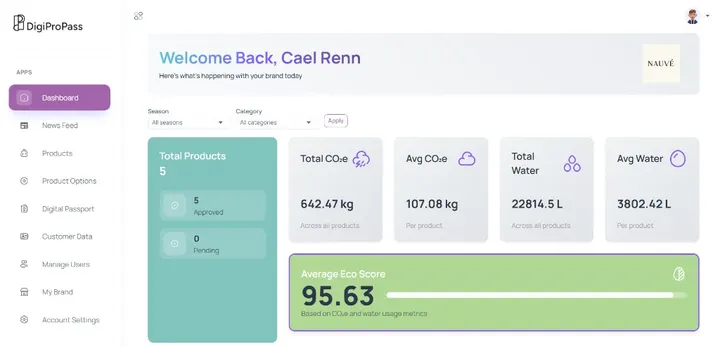 DigiProPass
APPS
Dashboard
News Feed
Products
Product Options
Digital Passport
Customer Data
Manage Users
My Brand
Account Settings
Welcome Back, Cael Renn
Here's what's happening with your brand today
NAUVÉ
Season
All seasons
Category
All categories
Apply
Total Products
5
5
Approved
0
Pending
Total CO₂e
642.47 kg
Across all products
Avg CO₂e
107.08 kg
Per product
Total
Water
22814.5 L
Across all products
Avg Water
3802.42 L
Per product
Average Eco Score
95.63
Based on CO₂e and water usage metrics